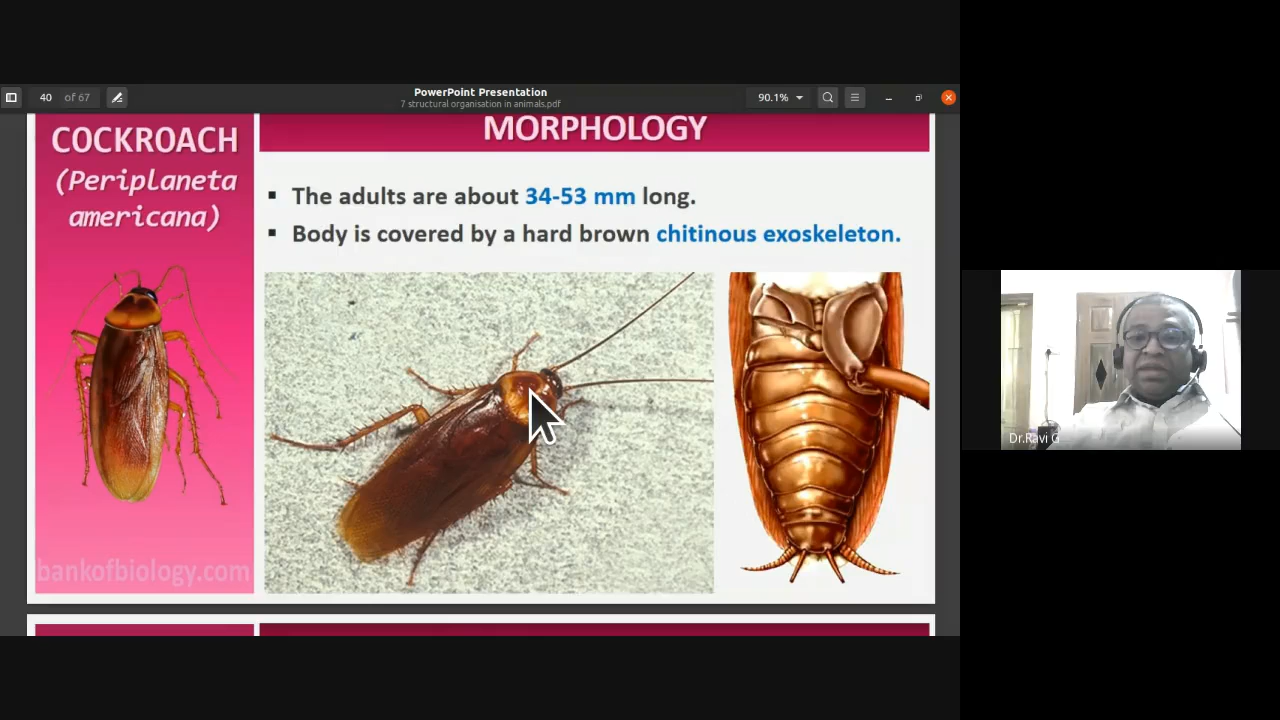 PowerPoint Presentation
40 of 67
90.1%
7 structural organisation in animals.pdf
COCKROACH
(Periplaneta
americana)
MORPHOLOGY
▪ The adults are about 34-53 mm long.
▪ Body is covered by a hard brown chitinous exoskeleton.
bankofbiology.com
Dr.Ravi G